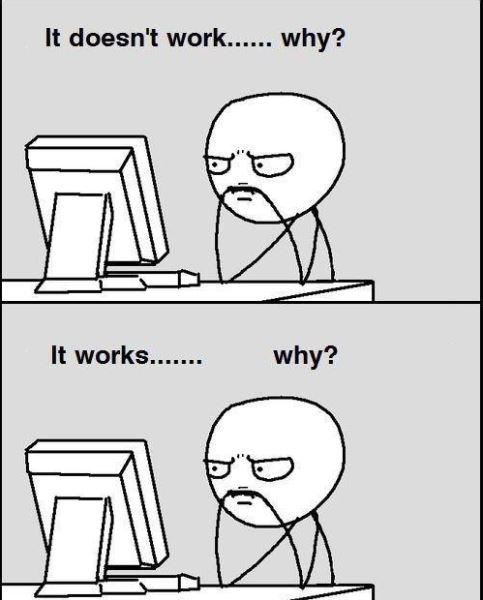 It doesn't work...... why?
It works....... why?